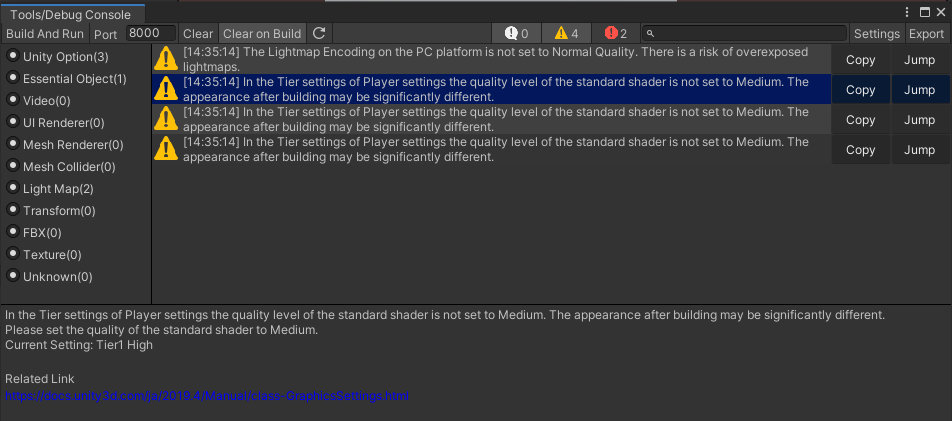 Tools/Debug Console
Build And Run Port 8000 Clear Clear on Build 0 4 2 Settings Export
Unity Option(3)
Essential Object(1)
Video(0)
UI Renderer(0)
Mesh Renderer(0)
Mesh Collider(0)
Light Map(2)
Transform(0)
FBX(0)
Texture(0)
Unknown(0)
[14:35:14] The Lightmap Encoding on the PC platform is not set to Normal Quality. There is a risk of overexposed
lightmaps.
Copy Jump
[14:35:14] In the Tier settings of Player settings the quality level of the standard shader is not set to Medium. The
appearance after building may be significantly different.
Copy Jump
[14:35:14] In the Tier settings of Player settings the quality level of the standard shader is not set to Medium. The
appearance after building may be significantly different.
Copy Jump
[14:35:14] In the Tier settings of Player settings the quality level of the standard shader is not set to Medium. The
appearance after building may be significantly different.
Copy Jump
In the Tier settings of Player settings the quality level of the standard shader is not set to Medium. The appearance after building may be significantly different.
Please set the quality of the standard shader to Medium.
Current Setting: Tier1 High
Related Link
https://docs.unity3d.com/ja/2019.4/Manual/class-GraphicsSettings.html